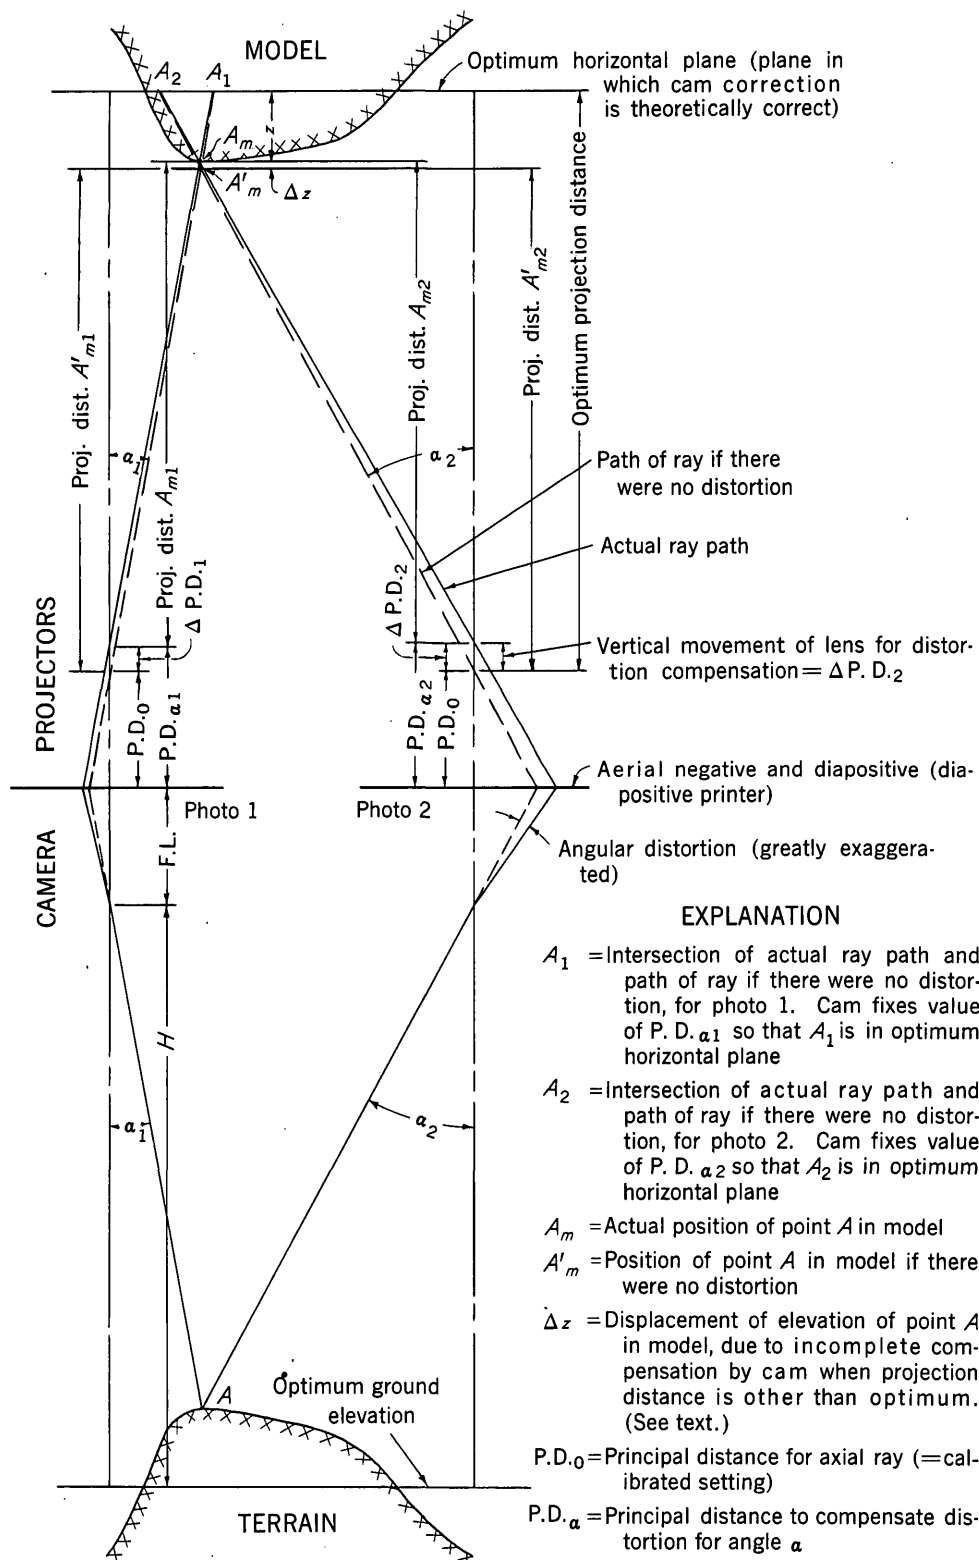 MODEL
Optimum horizontal plane (plane in
which cam correction
is theoretically correct)
A2
A1
z
Am
A'm
Δz
Optimum projection distance
Proj. dist. A'm1
Proj. dist. Am1
Proj. dist. Am2
Proj. dist. A'm2
α1
α2
Path of ray if there
were no distortion
Actual ray path
PROJECTORS
Δ P.D.1
Δ P.D.2
Vertical movement of lens for distor-
tion compensation = Δ P. D.2
P.D.0
P.D.α1
P.D.α2
P.D.0
Aerial negative and diapositive (dia-
positive printer)
Photo 1
Photo 2
CAMERA
F.L.
Angular distortion (greatly exaggera-
ted)
H
α1
α2
A
Optimum ground
elevation
TERRAIN
EXPLANATION
A1 =Intersection of actual ray path and
path of ray if there were no distor-
tion, for photo 1. Cam fixes value
of P. D.α1 so that A1 is in optimum
horizontal plane
A2 =Intersection of actual ray path and
path of ray if there were no distor-
tion, for photo 2. Cam fixes value
of P. D. α2 so that A2 is in optimum
horizontal plane
Am =Actual position of point A in model
A'm =Position of point A in model if there
were no distortion
Δz =Displacement of elevation of point A
in model, due to incomplete com-
pensation by cam when projection
distance is other than optimum.
(See text.)
P.D.0=Principal distance for axial ray (=cal-
ibrated setting)
P.D.α =Principal distance to compensate dis-
tortion for angle α